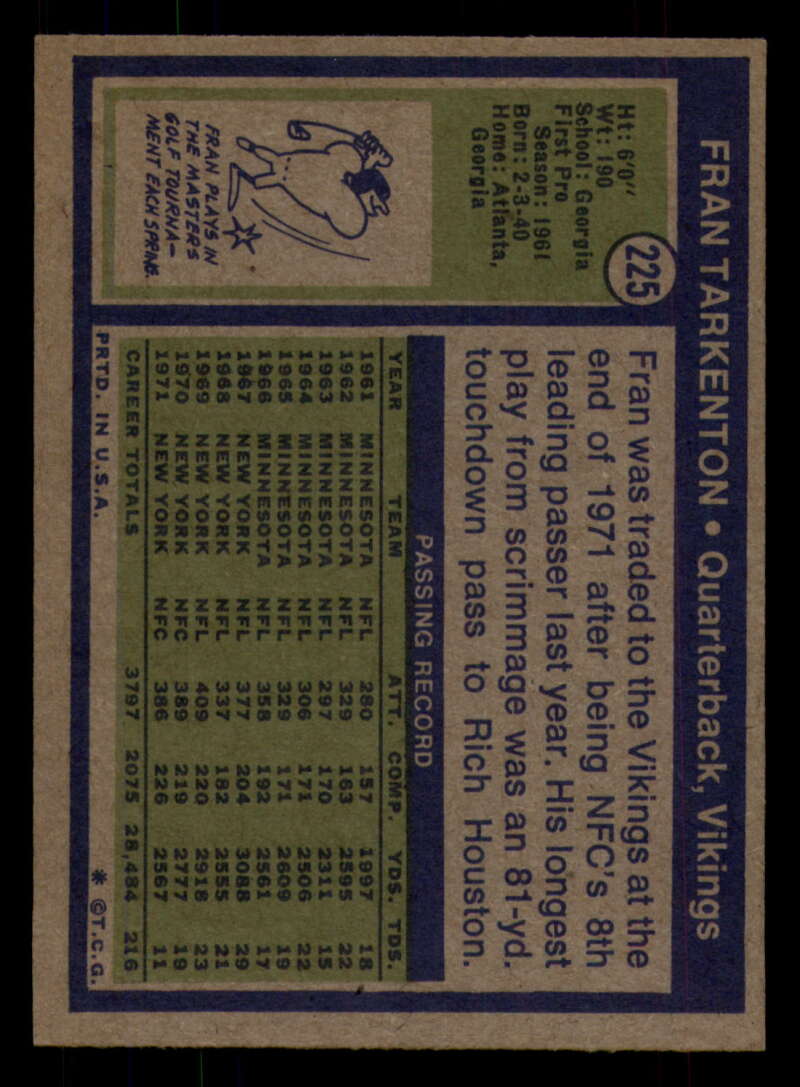 FRAN TARKENTON • Quarterback, Vikings
225
Ht: 6'0"
Wt: 190
School: Georgia
First Pro
Season: 1961
Born: 2-3-40
Home: Atlanta,
Georgia
FRAN PLAYS IN
THE MASTERS
GOLF TOURNA-
MENT EACH SPRING.
Fran was traded to the Vikings at the
end of 1971 after being NFC's 8th
leading passer last year. His longest
play from scrimmage was an 81-yd.
touchdown pass to Rich Houston.
PASSING RECORD
YEAR TEAM ATT. COMP. YDS. TDS.
1961 MINNESOTA NFL 280 157 1997 18
1962 MINNESOTA NFL 329 163 2595 22
1963 MINNESOTA NFL 297 170 2311 15
1964 MINNESOTA NFL 306 171 2506 22
1965 MINNESOTA NFL 329 171 2609 19
1966 MINNESOTA NFL 358 192 2561 17
1967 NEW YORK NFL 377 204 3088 29
1968 NEW YORK NFL 337 182 2555 21
1969 NEW YORK NFL 409 220 2918 23
1970 NEW YORK NFC 389 219 2777 19
1971 NEW YORK NFC 386 226 2567 11
CAREER TOTALS 3797 2075 28,484 216
PRTD. IN U.S.A. * ©T.C.G.